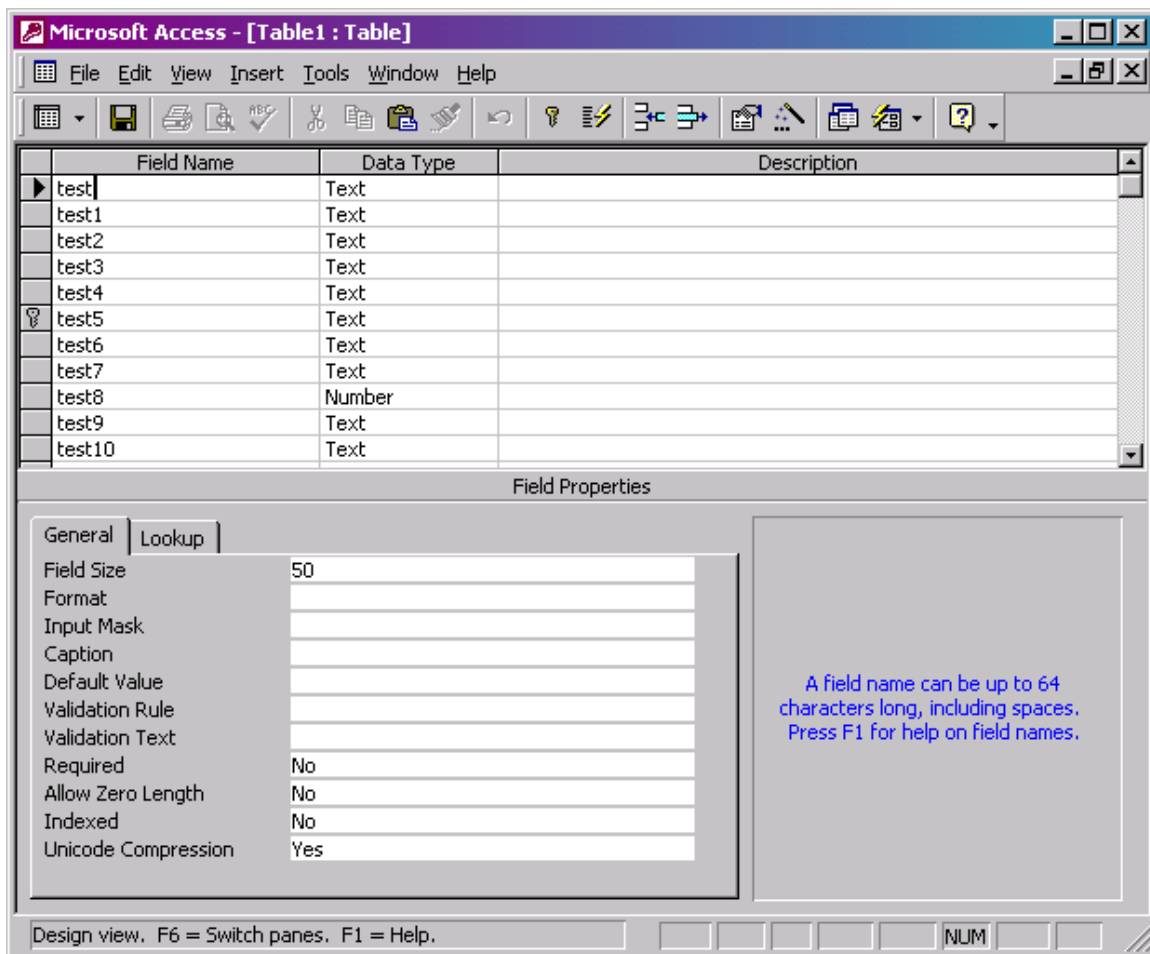 Microsoft Access - [Table1 : Table]
File Edit View Insert Tools Window Help
ABC
Field Name Data Type Description
test Text
test1 Text
test2 Text
test3 Text
test4 Text
test5 Text
test6 Text
test7 Text
test8 Number
test9 Text
test10 Text
Field Properties
General Lookup
Field Size 50
Format
Input Mask
Caption
Default Value
Validation Rule
Validation Text
Required No
Allow Zero Length No
Indexed No
Unicode Compression Yes
A field name can be up to 64
characters long, including spaces.
Press F1 for help on field names.
Design view. F6 = Switch panes. F1 = Help. NUM